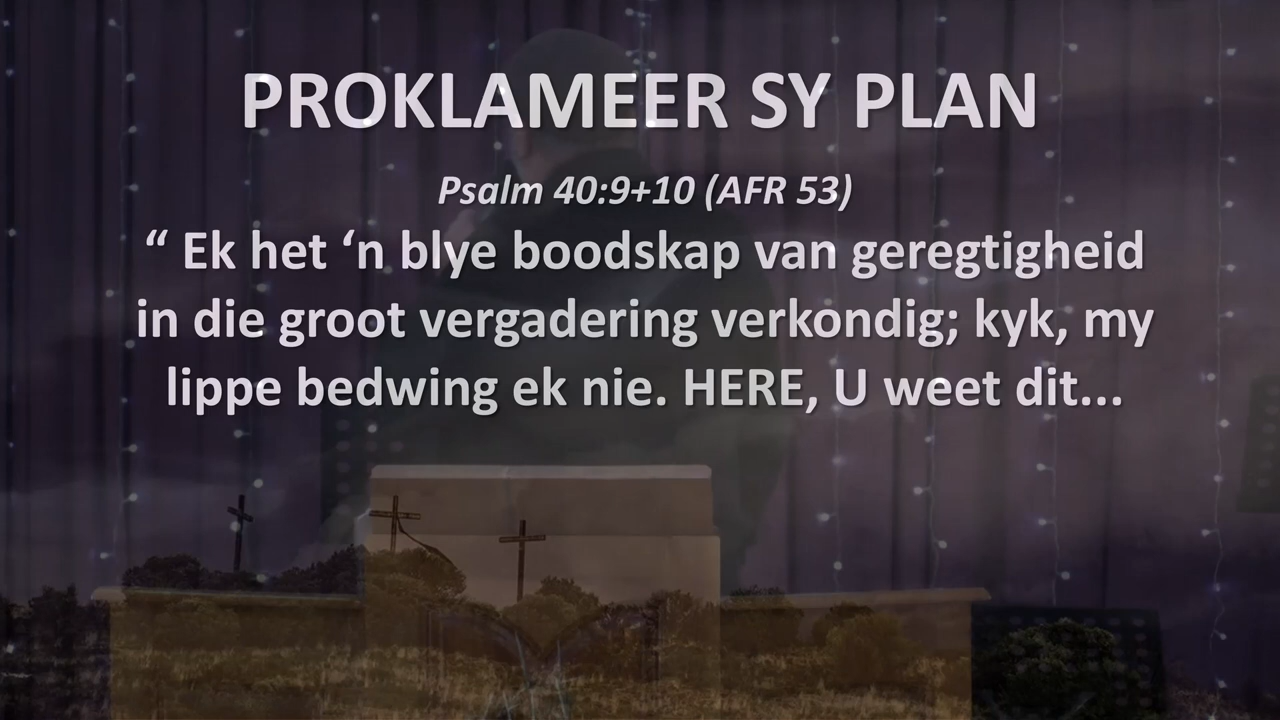 PROKLAMEER SY PLAN
Psalm 40:9+10 (AFR 53)
“ Ek het ‘n blye boodskap van geregtigheid
in die groot vergadering verkondig; kyk, my
lippe bedwing ek nie. HERE, U weet dit...